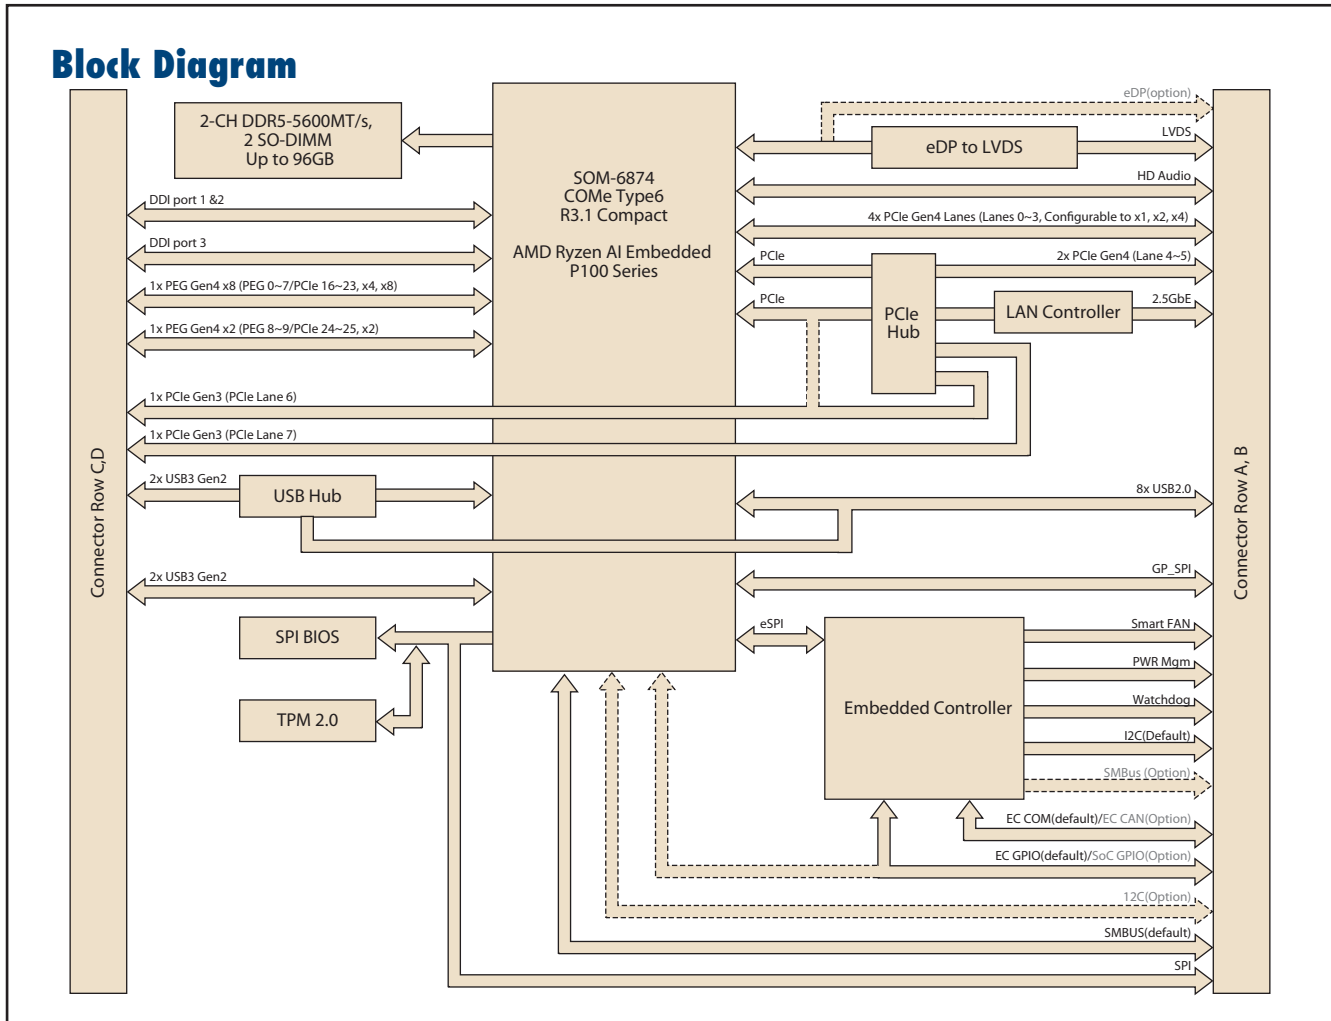 Block Diagram
2-CH DDR5-5600MT/s,
2 SO-DIMM
Up to 96GB
DDI port 1 &2
DDI port 3
1x PEG Gen4 x8 (PEG 0~7/PCIe 16~23, x4, x8)
1x PEG Gen4 x2 (PEG 8~9/PCIe 24~25, x2)
1x PCIe Gen3 (PCIe Lane 6)
1x PCIe Gen3 (PCIe Lane 7)
2x USB3 Gen2
USB Hub
2x USB3 Gen2
SPI BIOS
TPM 2.0
Connector Row C,D
SOM-6874
COMe Type6
R3.1 Compact
AMD Ryzen AI Embedded
P100 Series
eDP(option)
LVDS
eDP to LVDS
HD Audio
4x PCIe Gen4 Lanes (Lanes 0~3, Configurable to x1, x2, x4)
PCIe
2x PCIe Gen4 (Lane 4~5)
PCIe
PCIe
Hub
LAN Controller
2.5GbE
8x USB2.0
GP_SPI
eSPI
Embedded Controller
Smart FAN
PWR Mgm
Watchdog
I2C(Default)
SMBus (Option)
EC COM(default)/EC CAN(Option)
EC GPIO(default)/SoC GPIO(Option)
12C(Option)
SMBUS(default)
SPI
Connector Row A, B